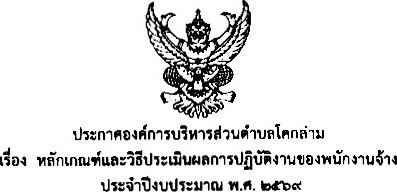 ประกาศองค์การบริหารส่วนตำบลโคกล่าม
เรื่อง หลักเกณฑ์และวิธีประเมินผลการปฏิบัติงานของพนักงานจ้าง
ประจำปีงบประมาณ พ.ศ. ๒๕๖๙